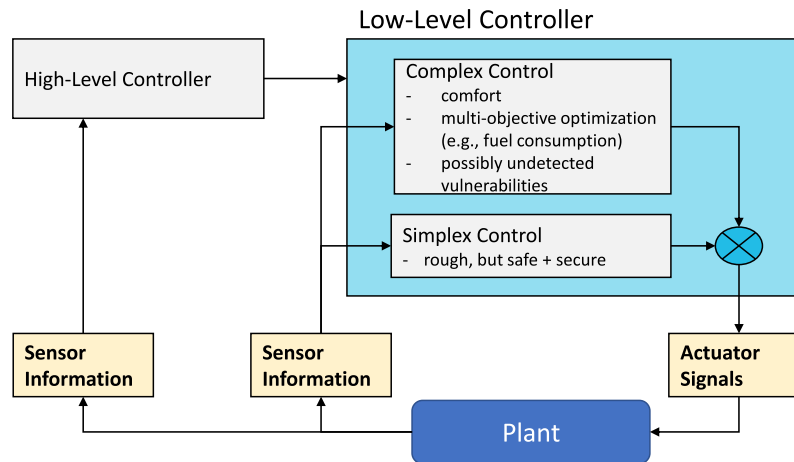 Low-Level Controller
High-Level Controller
Complex Control
- comfort
- multi-objective optimization
(e.g., fuel consumption)
- possibly undetected
vulnerabilities
Simplex Control
- rough, but safe + secure
Sensor
Information
Sensor
Information
Actuator
Signals
Plant